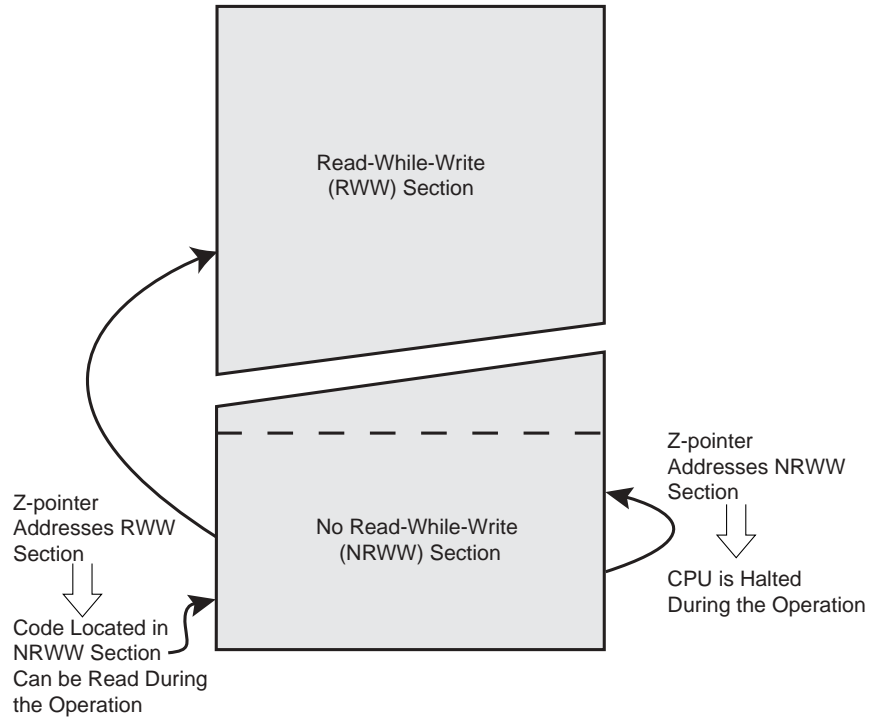 Read-While-Write
(RWW) Section
Z-pointer
Addresses NRWW
Section
Z-pointer
Addresses RWW
Section
No Read-While-Write
(NRWW) Section
CPU is Halted
During the Operation
Code Located in
NRWW Section
Can be Read During
the Operation